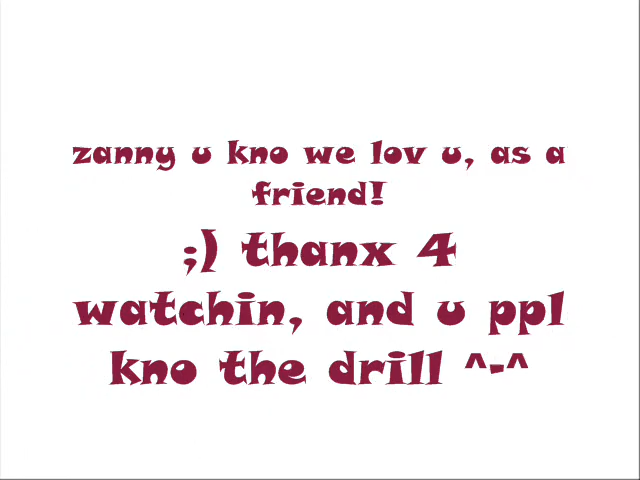 zanny u kno we lov u, as a
friend!
;) thanx 4
watchin, and u ppl
kno the drill ^-^